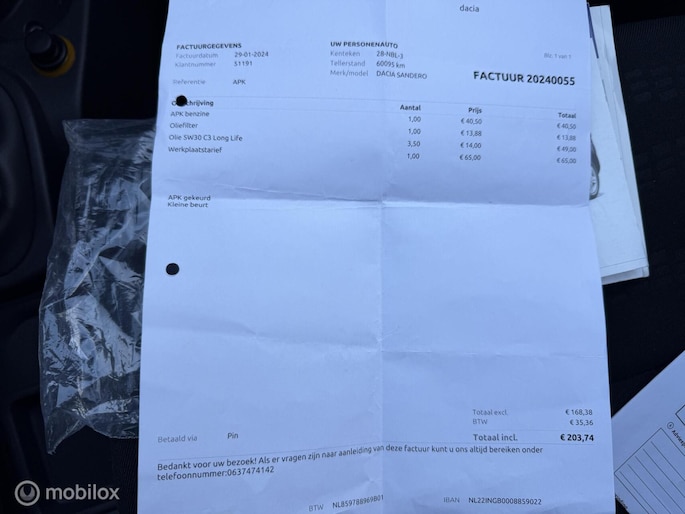 dacia
FACTUURGEGEVENS
Factuurdatum 29-01-2024
Klantnummer 51191
Referentie APK
UW PERSONENAUTO
Kenteken 28-NBL-3
Tellerstand 60095 km
Merk/model DACIA SANDERO
Blz. 1 van 1
FACTUUR 20240055
Aantal Prijs Totaal
APK benzine 1,00 € 40,50 € 40,50
Oliefilter 1,00 € 13,88 € 13,88
Olie 5W30 C3 Long Life 3,50 € 14,00 € 49,00
Werkplaatstarief 1,00 € 65,00 € 65,00
APK gekeurd
Kleine beurt
Totaal excl. € 168,38
BTW € 35,36
Totaal incl. € 203,74
Betaald via Pin
Bedankt voor uw bezoek! Als er vragen zijn naar aanleiding van deze factuur kunt u ons altijd bereiken onder
telefoonnummer:0637474142
BTW NL859788969B01 IBAN NL22INGB0008859022
mobilox